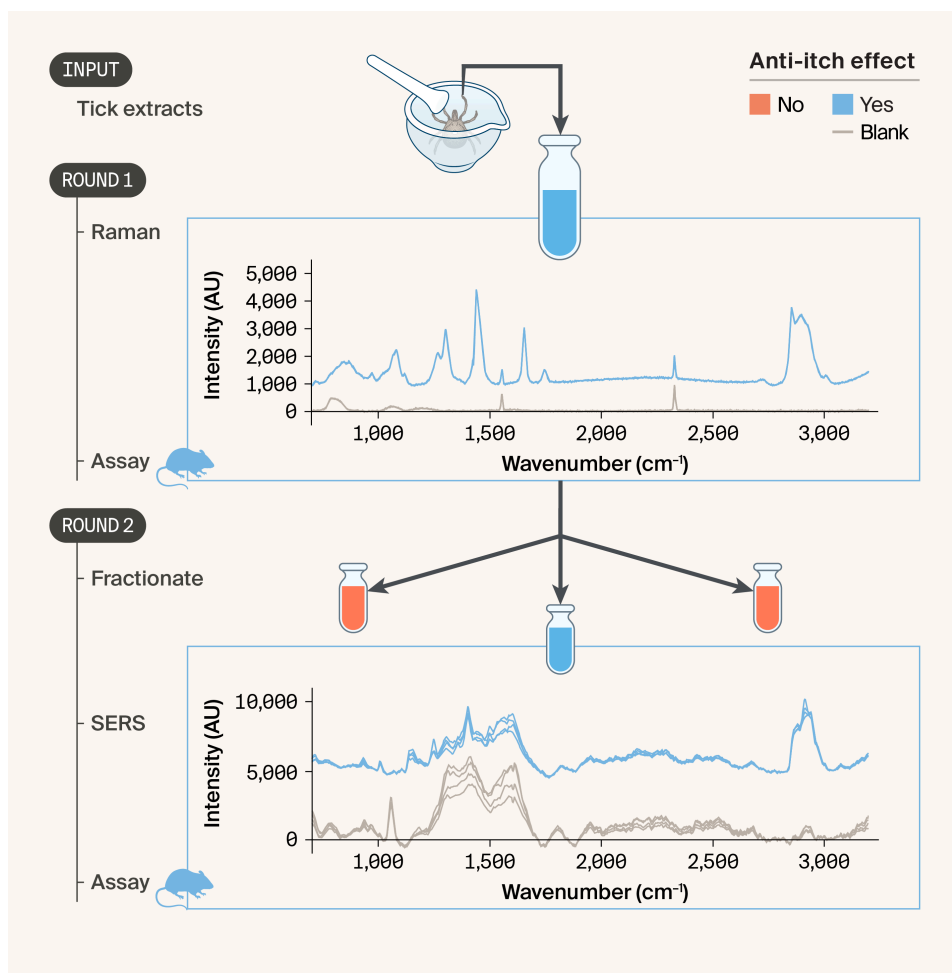 INPUT
Tick extracts
Anti-itch effect
No
Yes
Blank
ROUND 1
Raman
Intensity (AU)
5,000
4,000
3,000
2,000
1,000
0
1,000 1,500 2,000 2,500 3,000
Wavenumber (cm⁻¹)
Assay
ROUND 2
Fractionate
SERS
Intensity (AU)
10,000
5,000
0
1,000 1,500 2,000 2,500 3,000
Wavenumber (cm⁻¹)
Assay